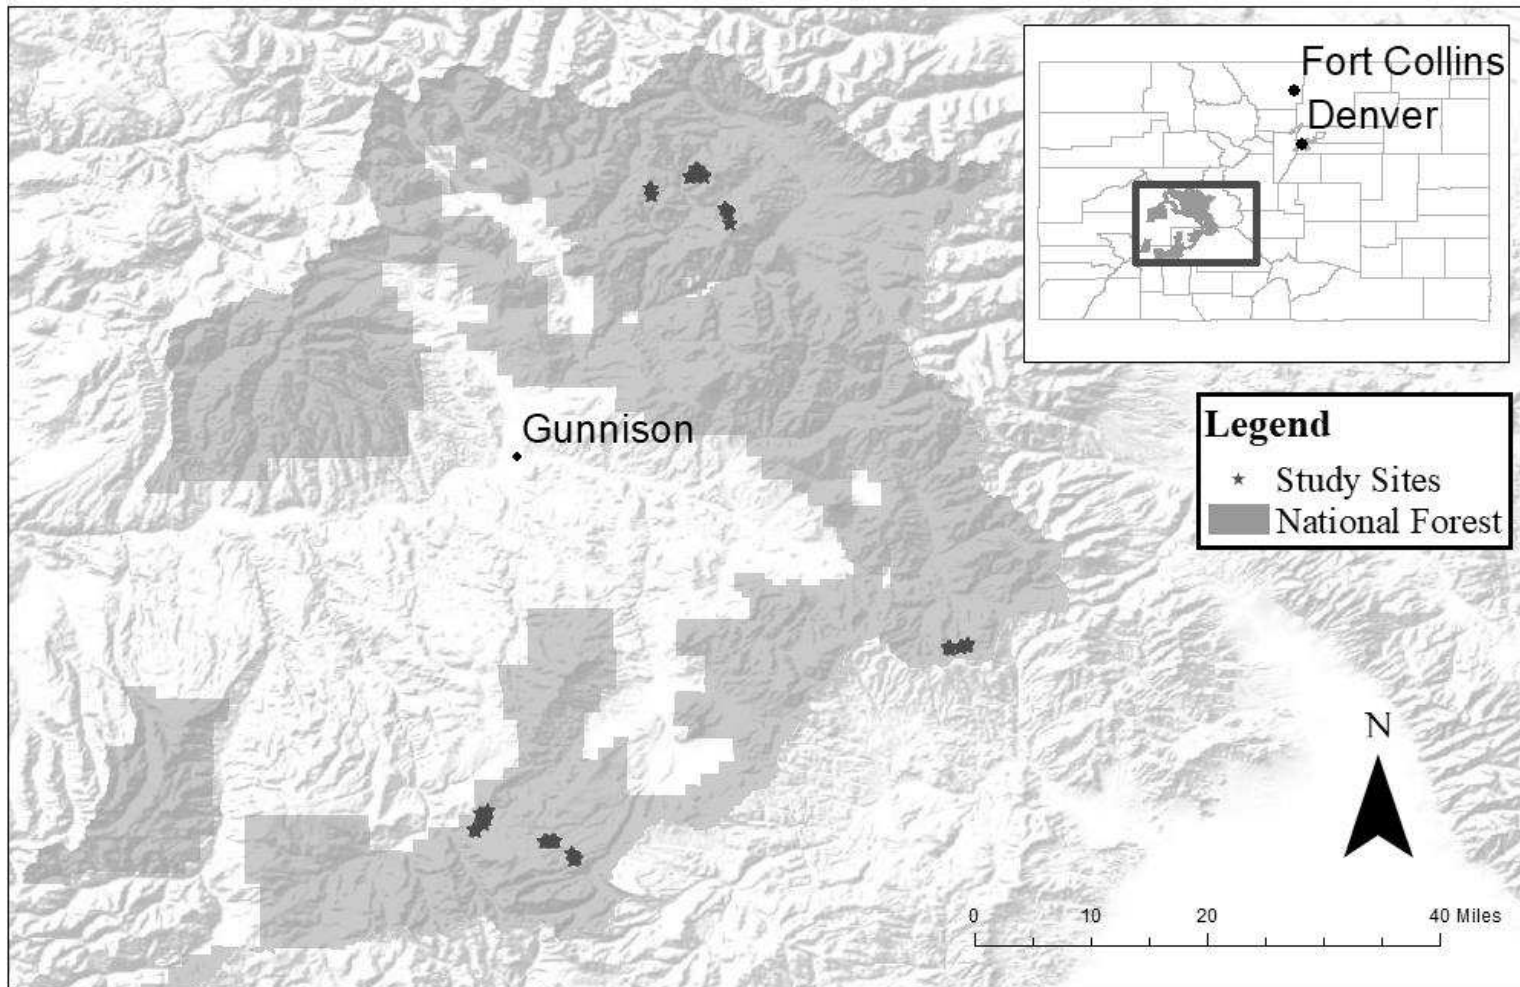 Fort Collins
Denver
Gunnison
Legend
Study Sites
National Forest
N
0 10 20 40 Miles